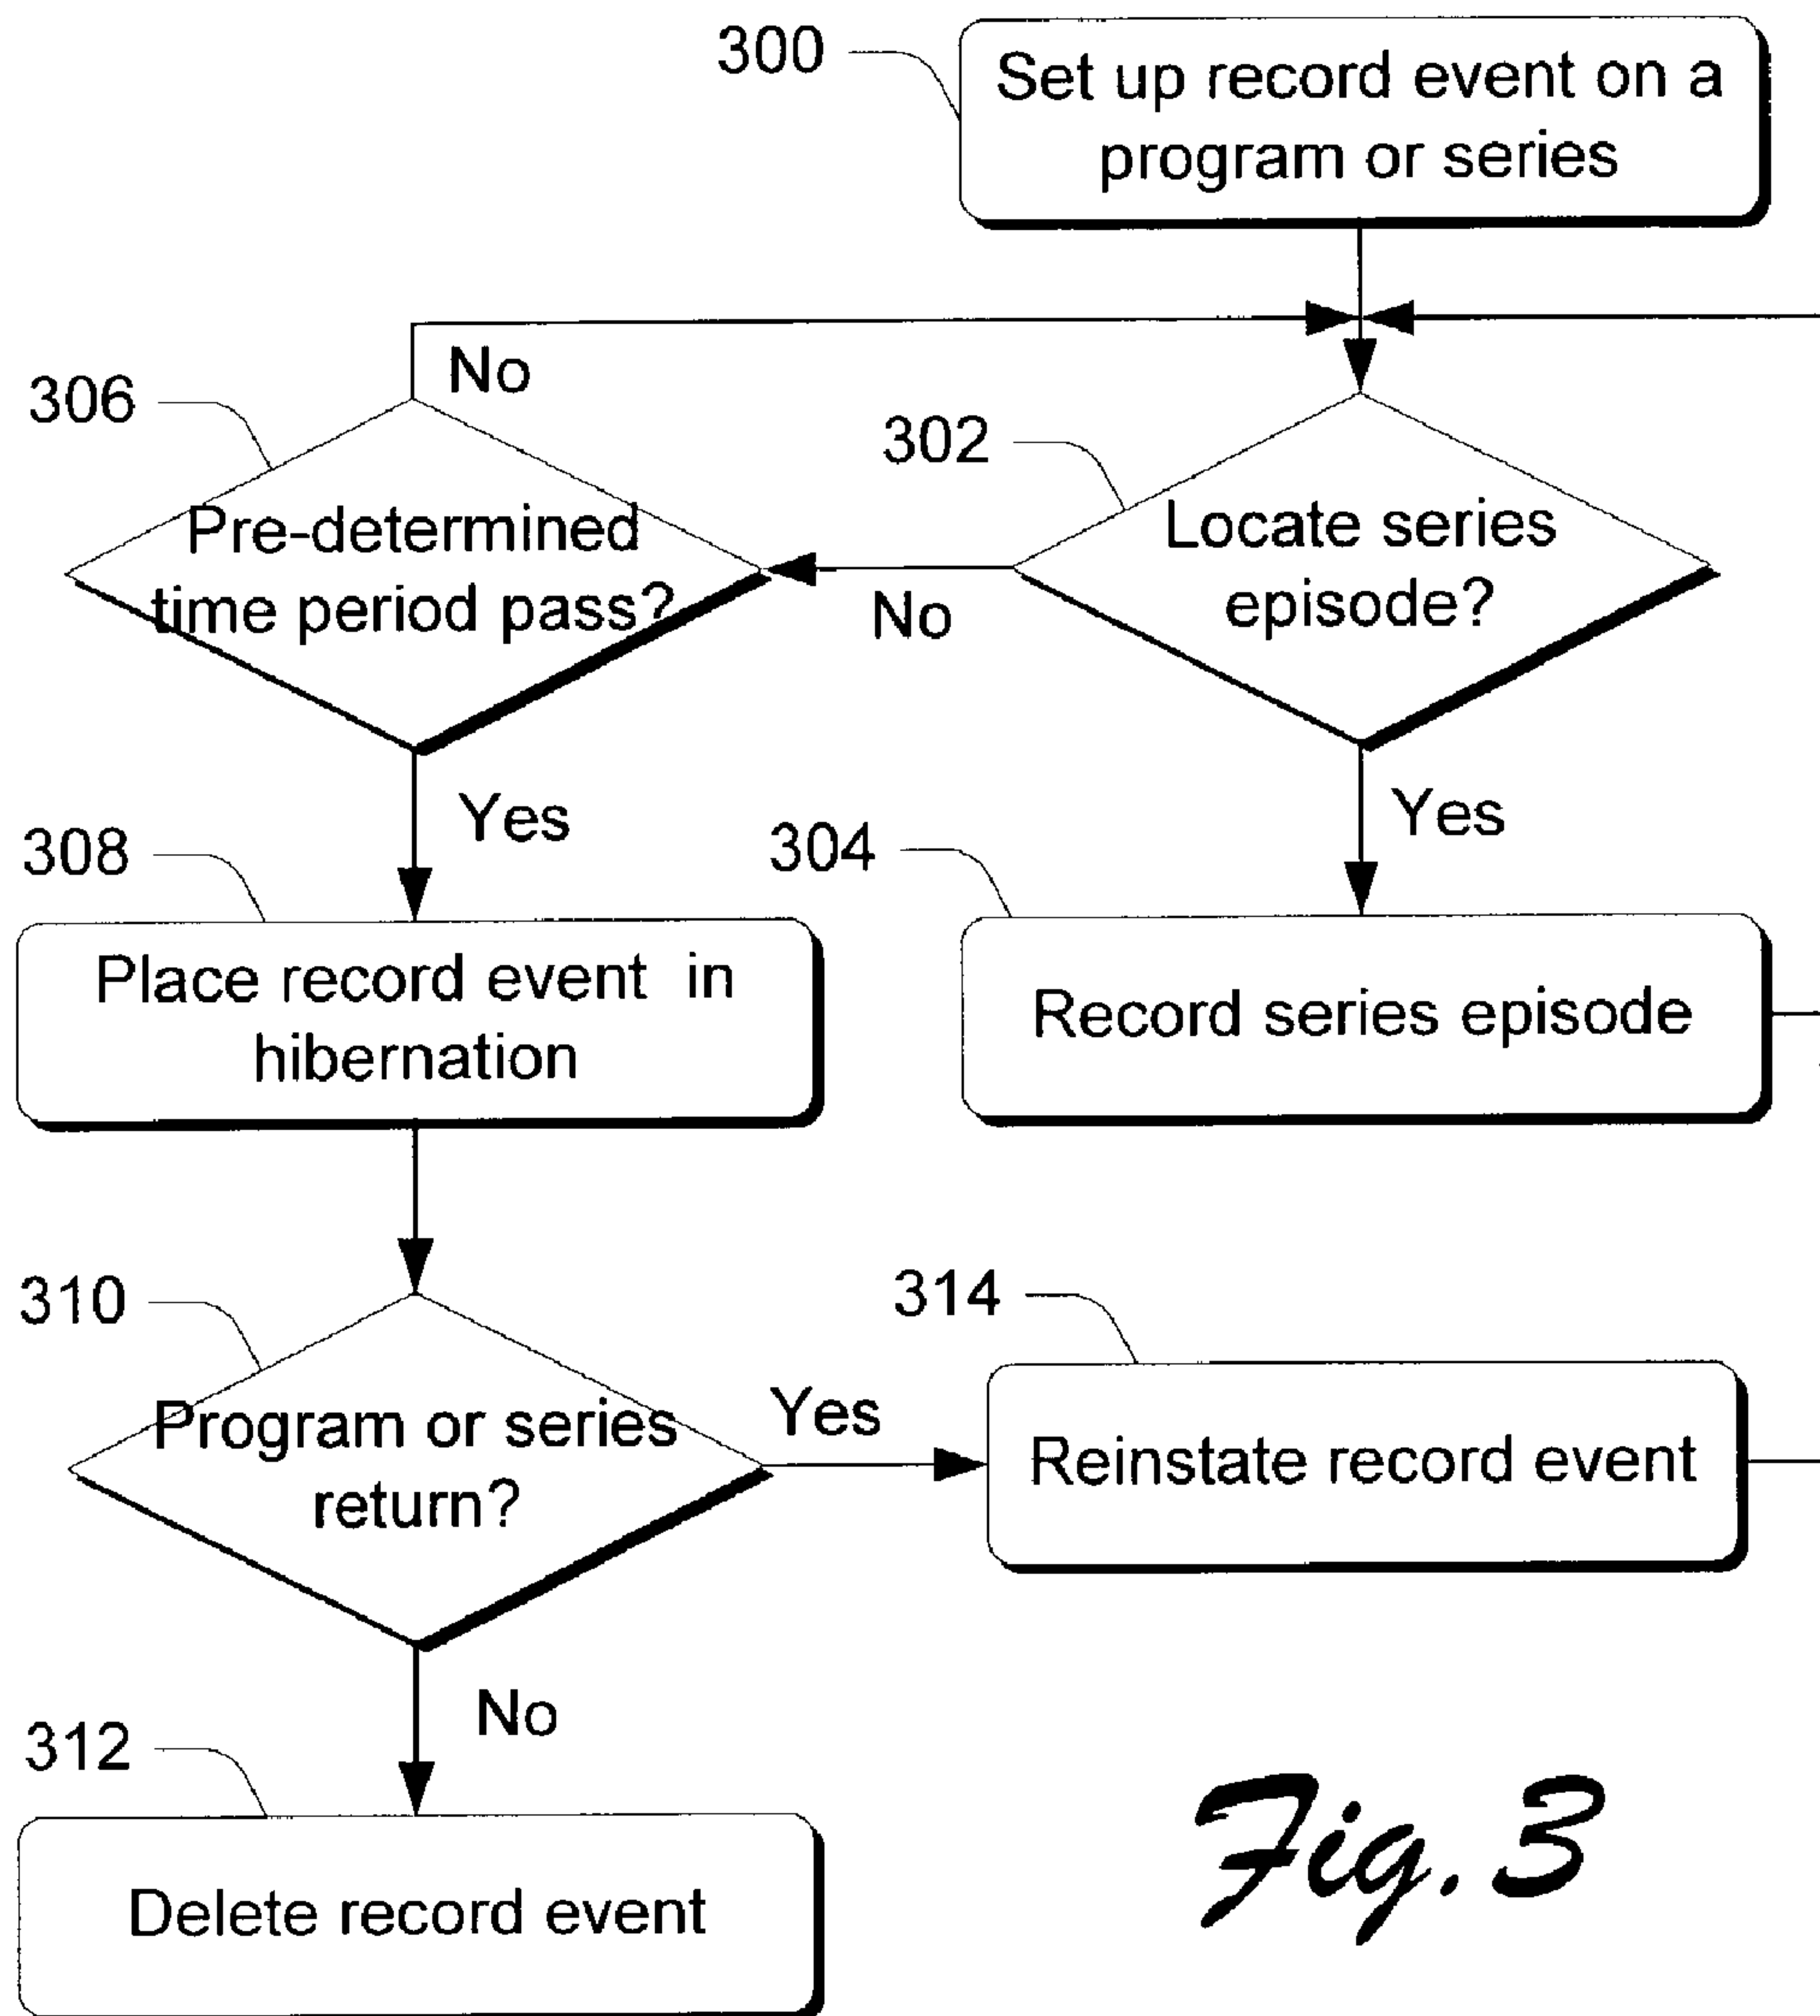 300
Set up record event on a
program or series
No
306
302
Pre-determined
time period pass?
Locate series
episode?
No
Yes
Yes
308
304
Place record event in
hibernation
Record series episode
310
314
Program or series
return?
Yes
Reinstate record event
No
312
Delete record event
Fig. 3